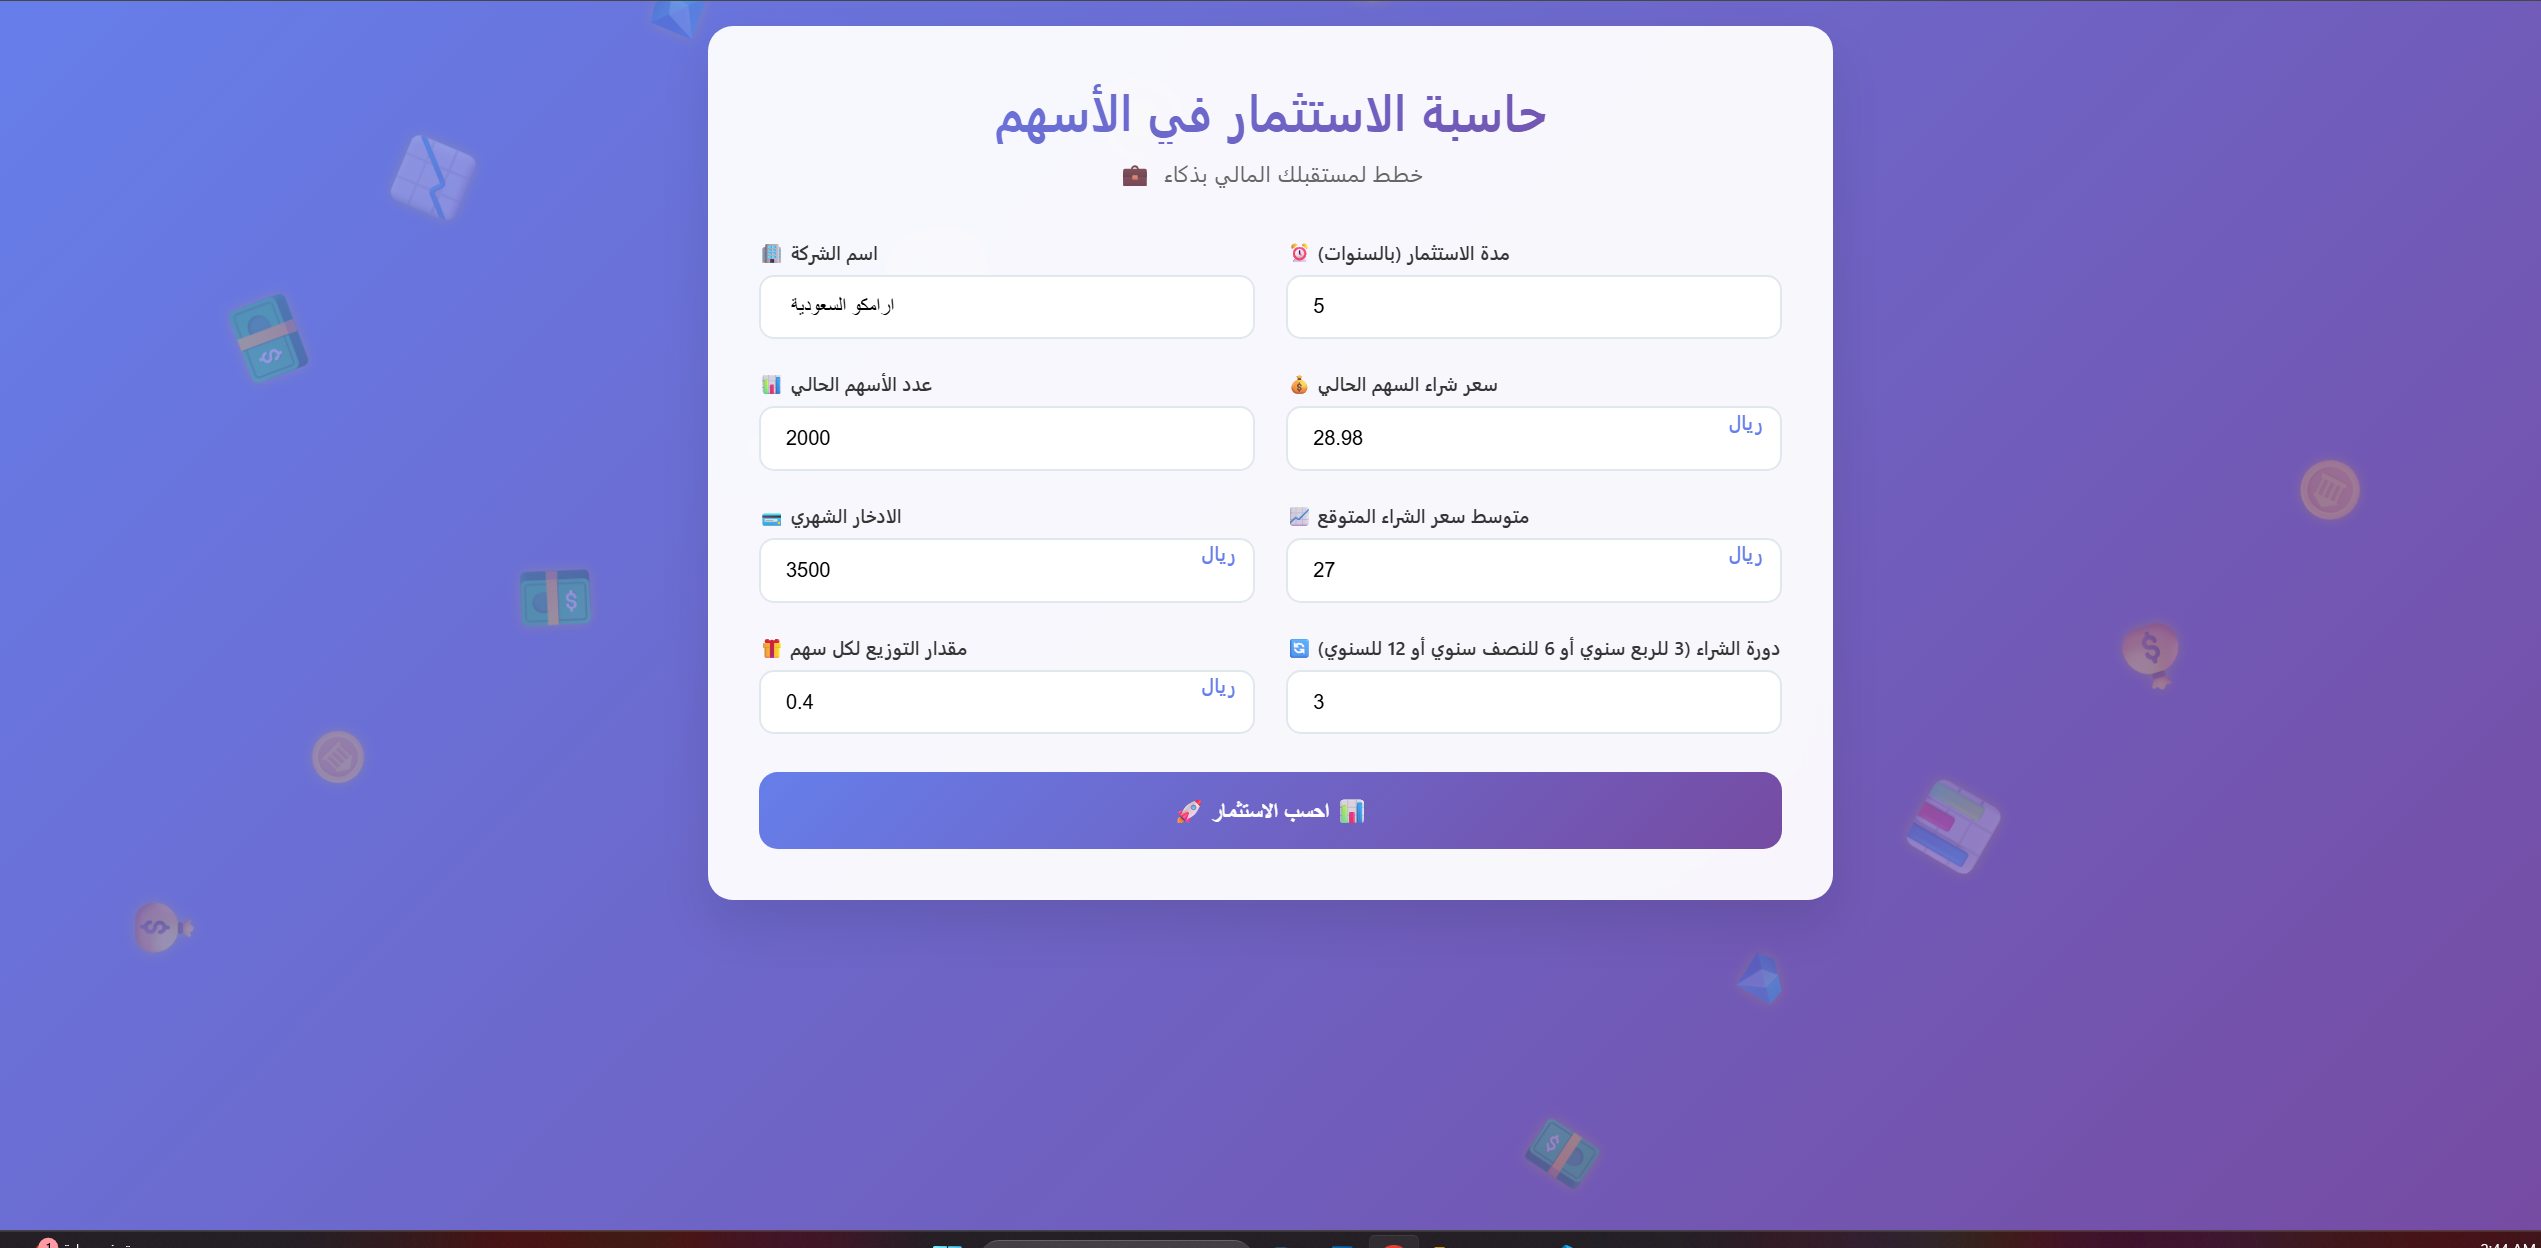 حاسبة الاستثمار في الأسهم
خطط لمستقبلك المالي بذكاء 💼
مدة الاستثمار (بالسنوات) ⏰
5
🏢 اسم الشركة
ارامكو السعودية
سعر شراء السهم الحالي 💰
28.98
ريال
📊 عدد الأسهم الحالي
2000
متوسط سعر الشراء المتوقع 📈
27
ريال
💳 الادخار الشهري
3500
ريال
دورة الشراء (3 للربع سنوي أو 6 للنصف سنوي أو 12 للسنوي) 🔄
3
🎁 مقدار التوزيع لكل سهم
0.4
ريال
📊 احسب الاستثمار 🚀